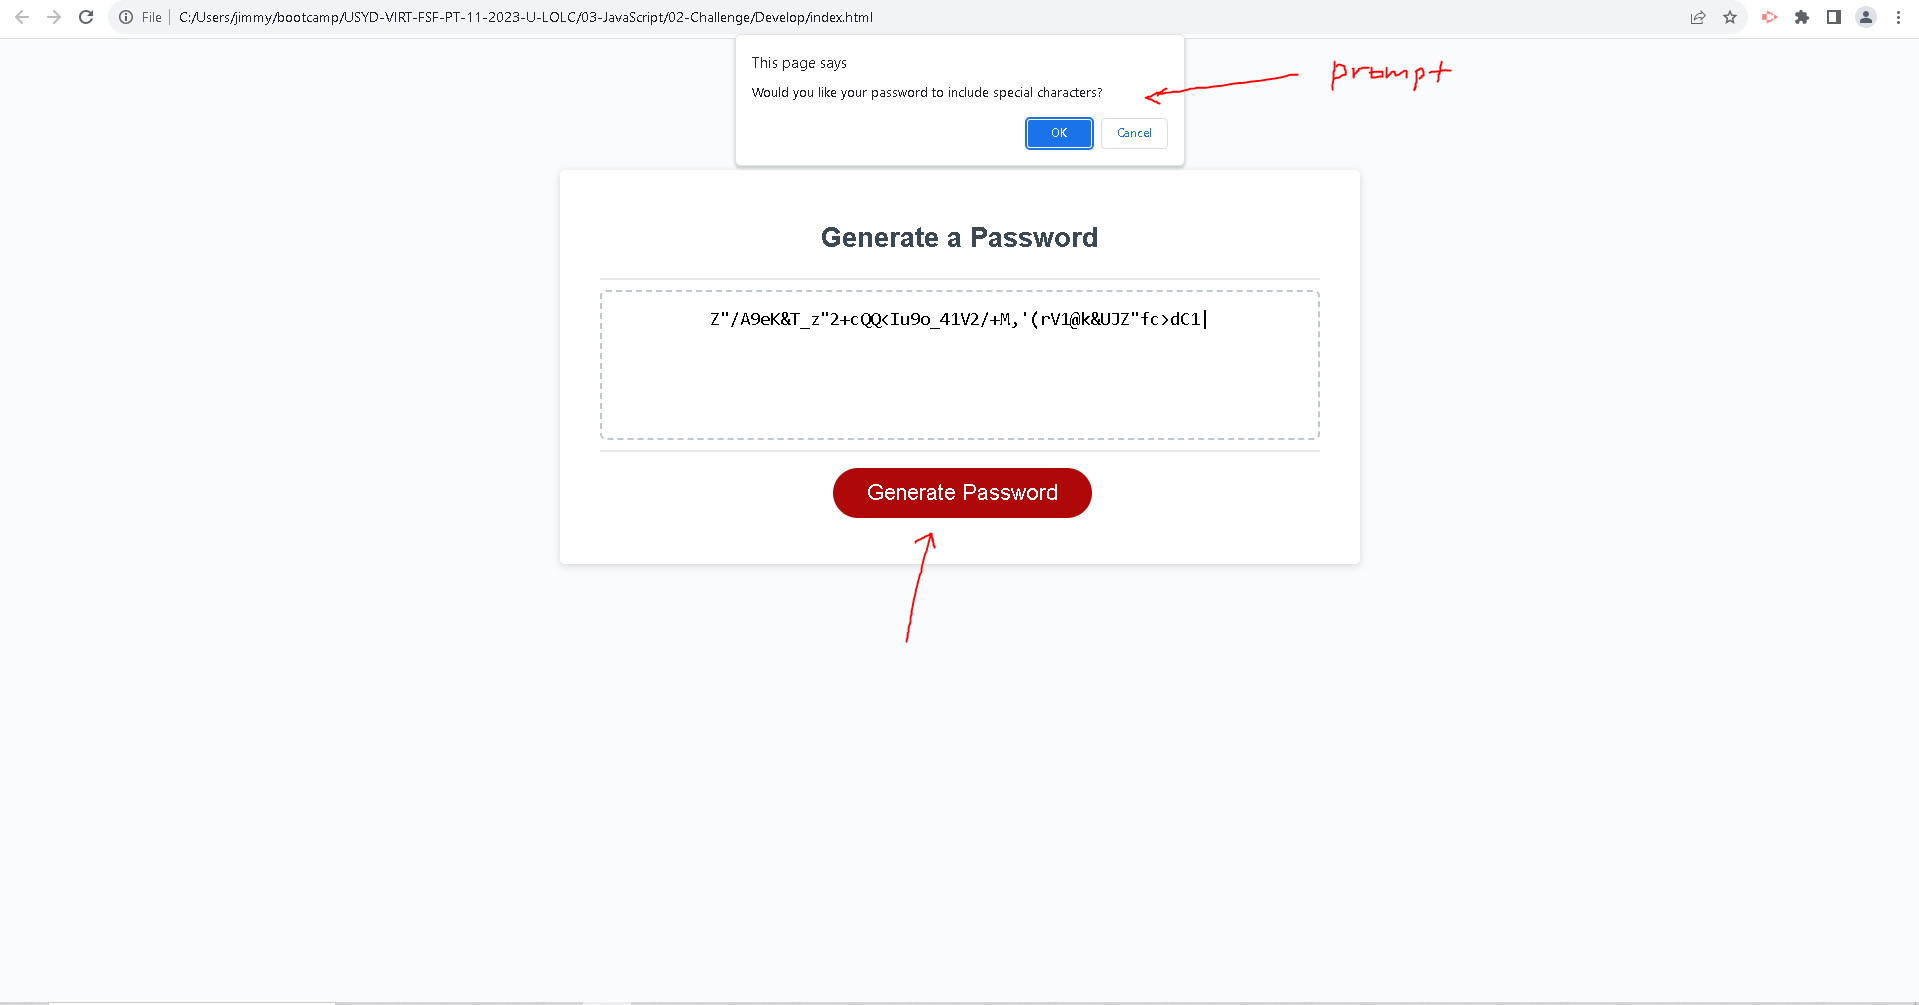 File | C:/Users/jimmy/bootcamp/USYD-VIRT-FSF-PT-11-2023-U-LOLC/03-JavaScript/02-Challenge/Develop/index.html
This page says
Would you like your password to include special characters?
OK Cancel
prompt
Generate a Password
Z"/A9eK&T_z"2+cQQ<Iu9o_41V2/+M,'(rV1@k&UJZ"fc>dC1|
Generate Password